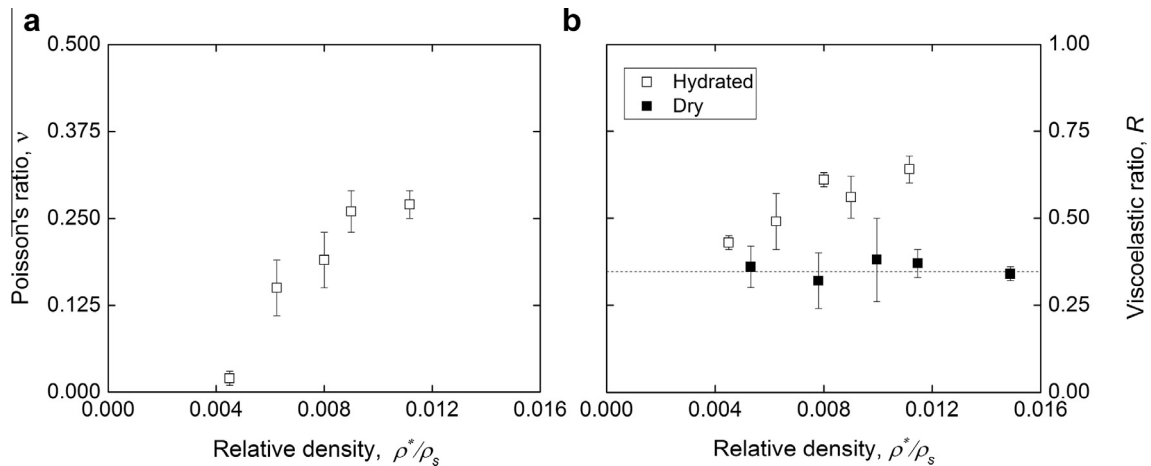 a
0.500
0.375
0.250
0.125
0.000
Poisson's ratio, ν
0.000 0.004 0.008 0.012 0.016
Relative density, ρ*/ρs
b
Hydrated
Dry
1.00
0.75
0.50
0.25
0.00
Viscoelastic ratio, R
0.000 0.004 0.008 0.012 0.016
Relative density, ρ*/ρs